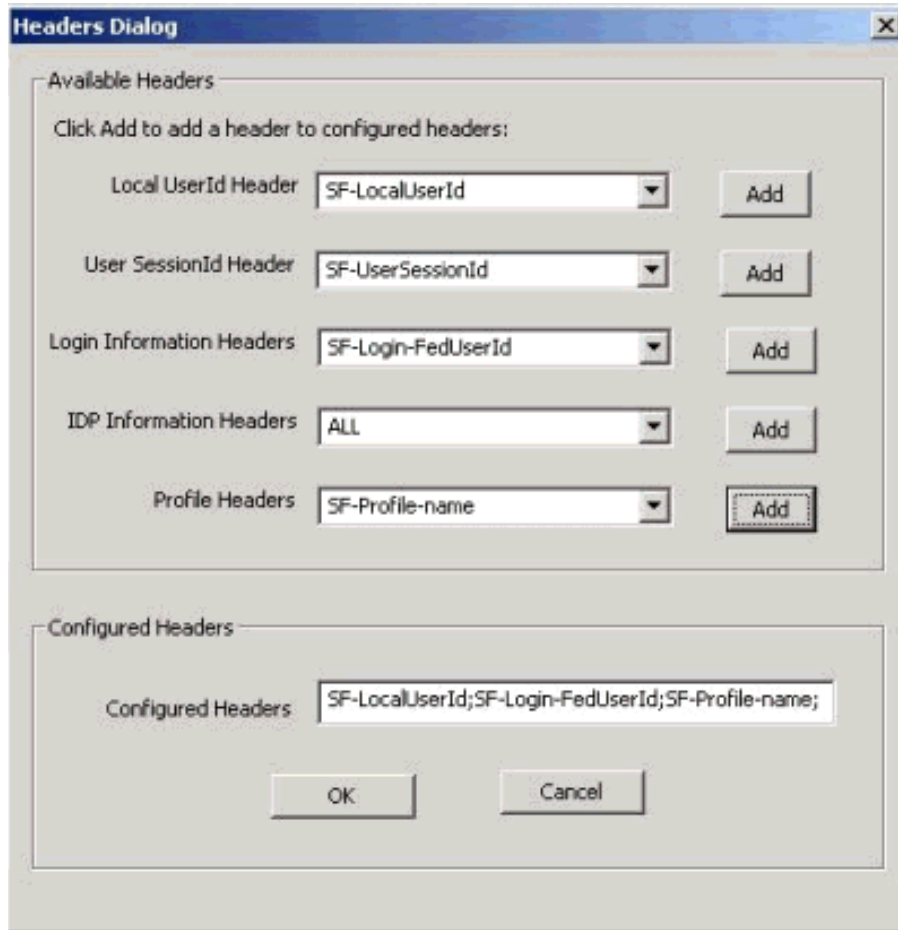 Headers Dialog
Available Headers
Click Add to add a header to configured headers:
Local UserId Header SF-LocalUserId Add
User SessionId Header SF-UserSessionId Add
Login Information Headers SF-Login-FedUserId Add
IDP Information Headers ALL Add
Profile Headers SF-Profile-name Add
Configured Headers
Configured Headers SF-LocalUserId;SF-Login-FedUserId;SF-Profile-name;
OK Cancel